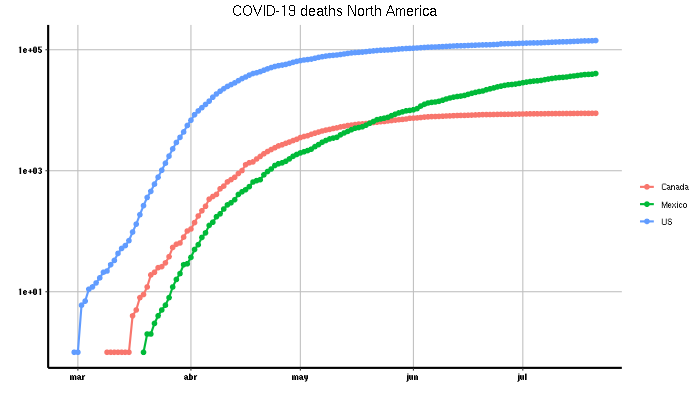 COVID-19 deaths North America
1e+05
1e+03
1e+01
mar abr may jun jul
Canada
Mexico
US